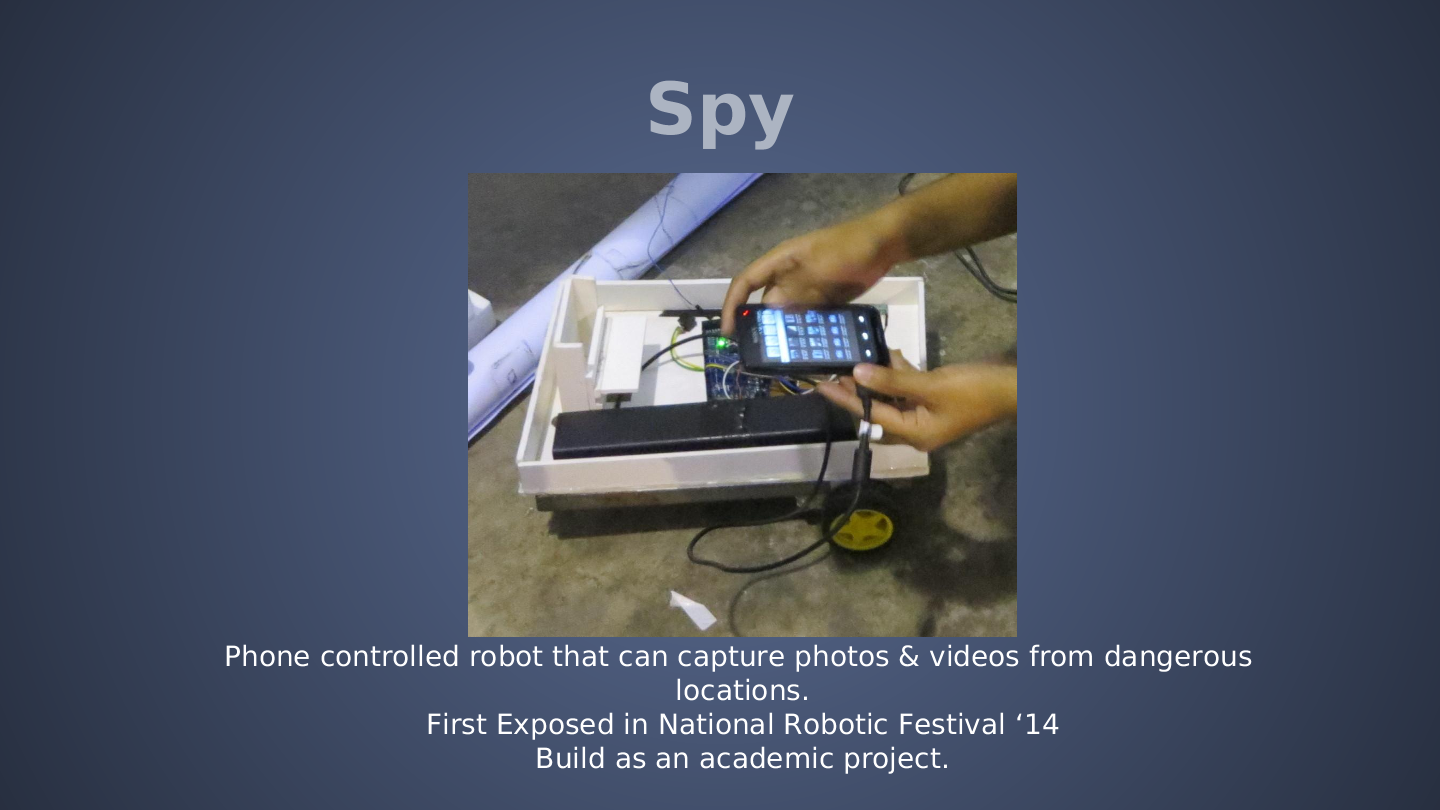 Spy
Phone controlled robot that can capture photos & videos from dangerous
locations.
First Exposed in National Robotic Festival ‘14
Build as an academic project.